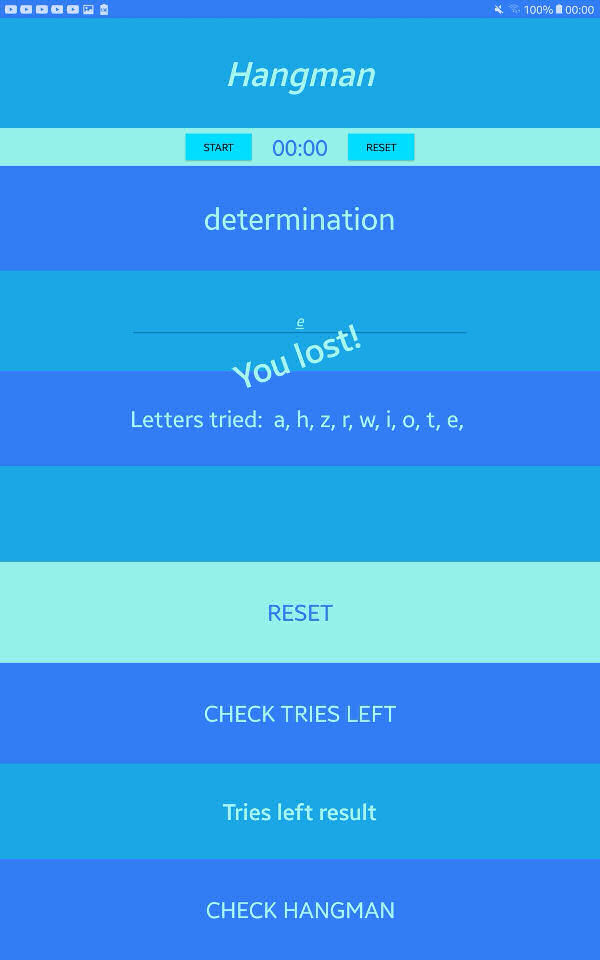 100% 00:00
Hangman
START 00:00 RESET
determination
e
You lost!
Letters tried: a, h, z, r, w, i, o, t, e,
RESET
CHECK TRIES LEFT
Tries left result
CHECK HANGMAN